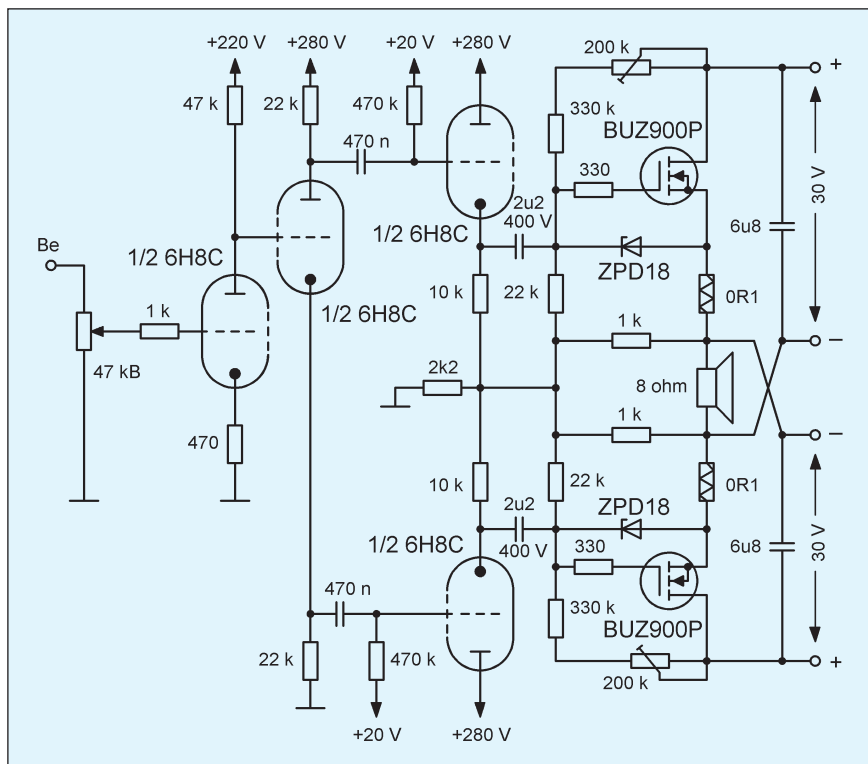 +220 V
+280 V
+20 V
+280 V
200 k
+
47 k
22 k
470 k
330 k
BUZ900P
470 n
330
30 V
2u2
400 V
6u8
Be
1/2 6H8C
1/2 6H8C
1/2 6H8C
ZPD18
10 k
22 k
0R1
1 k
1 k
–
47 kB
2k2
8 ohm
1 k
–
470
10 k
22 k
0R1
2u2
400 V
ZPD18
1/2 6H8C
330
6u8
30 V
470 n
330 k
BUZ900P
22 k
470 k
200 k
+
+20 V
+280 V